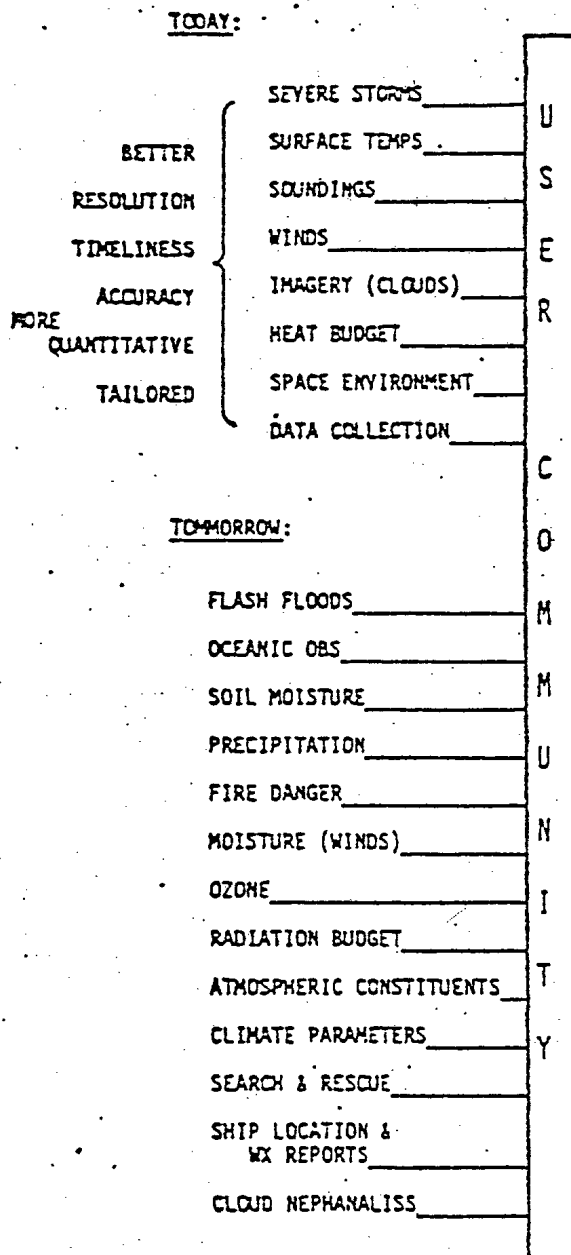 TODAY:
SEVERE STORMS
SURFACE TEMPS
SOUNDINGS
WINDS
IMAGERY (CLOUDS)
HEAT BUDGET
SPACE ENVIRONMENT
DATA COLLECTION
BETTER
RESOLUTION
TIMELINESS
ACCURACY
MORE
QUANTITATIVE
TAILORED
TOMMORROW:
FLASH FLOODS
OCEANIC OBS
SOIL MOISTURE
PRECIPITATION
FIRE DANGER
MOISTURE (WINDS)
OZONE
RADIATION BUDGET
ATMOSPHERIC CONSTITUENTS
CLIMATE PARAMETERS
SEARCH & RESCUE
SHIP LOCATION &
WX REPORTS
CLOUD NEPHANALISS
USER COMMUNITY